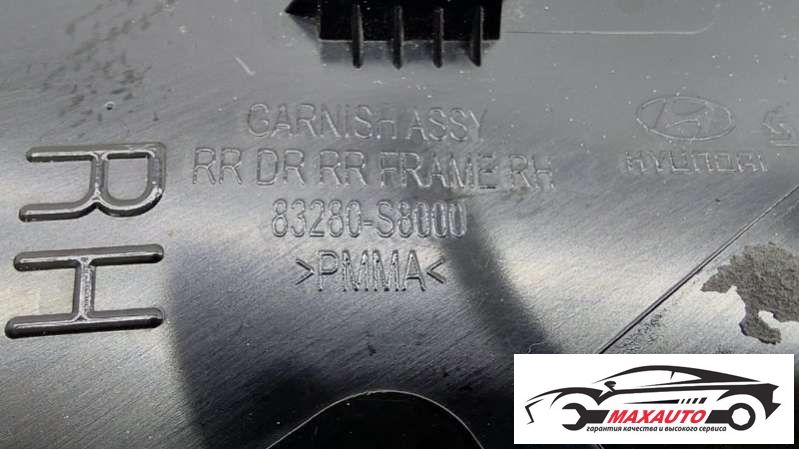 GARNISH ASSY
RR DR RR FRAME RH
83280-S8000
>PMMA<
RH
HYUNDAI
MAXAUTO
гарантия качества и высокого сервиса